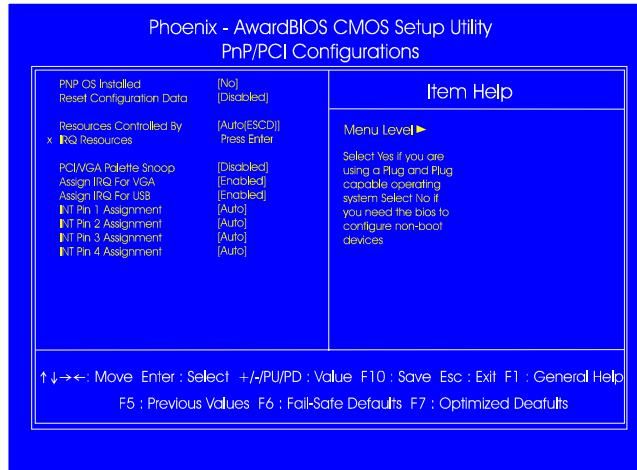 Phoenix - AwardBIOS CMOS Setup Utility
PnP/PCI Configurations
PNP OS Installed [No]
Reset Configuration Data [Disabled]
Resources Controlled By [Auto(ESCD)]
x IRQ Resources Press Enter
PCI/VGA Palette Snoop [Disabled]
Assign IRQ For VGA [Enabled]
Assign IRQ For USB [Enabled]
INT Pin 1 Assignment [Auto]
INT Pin 2 Assignment [Auto]
INT Pin 3 Assignment [Auto]
INT Pin 4 Assignment [Auto]
Item Help
Menu Level ►
Select Yes if you are
using a Plug and Plug
capable operating
system Select No if
you need the bios to
configure non-boot
devices
↑↓→←: Move Enter : Select +/-/PU/PD : Value F10 : Save Esc : Exit F1 : General Help
F5 : Previous Values F6 : Fail-Safe Defaults F7 : Optimized Deafults